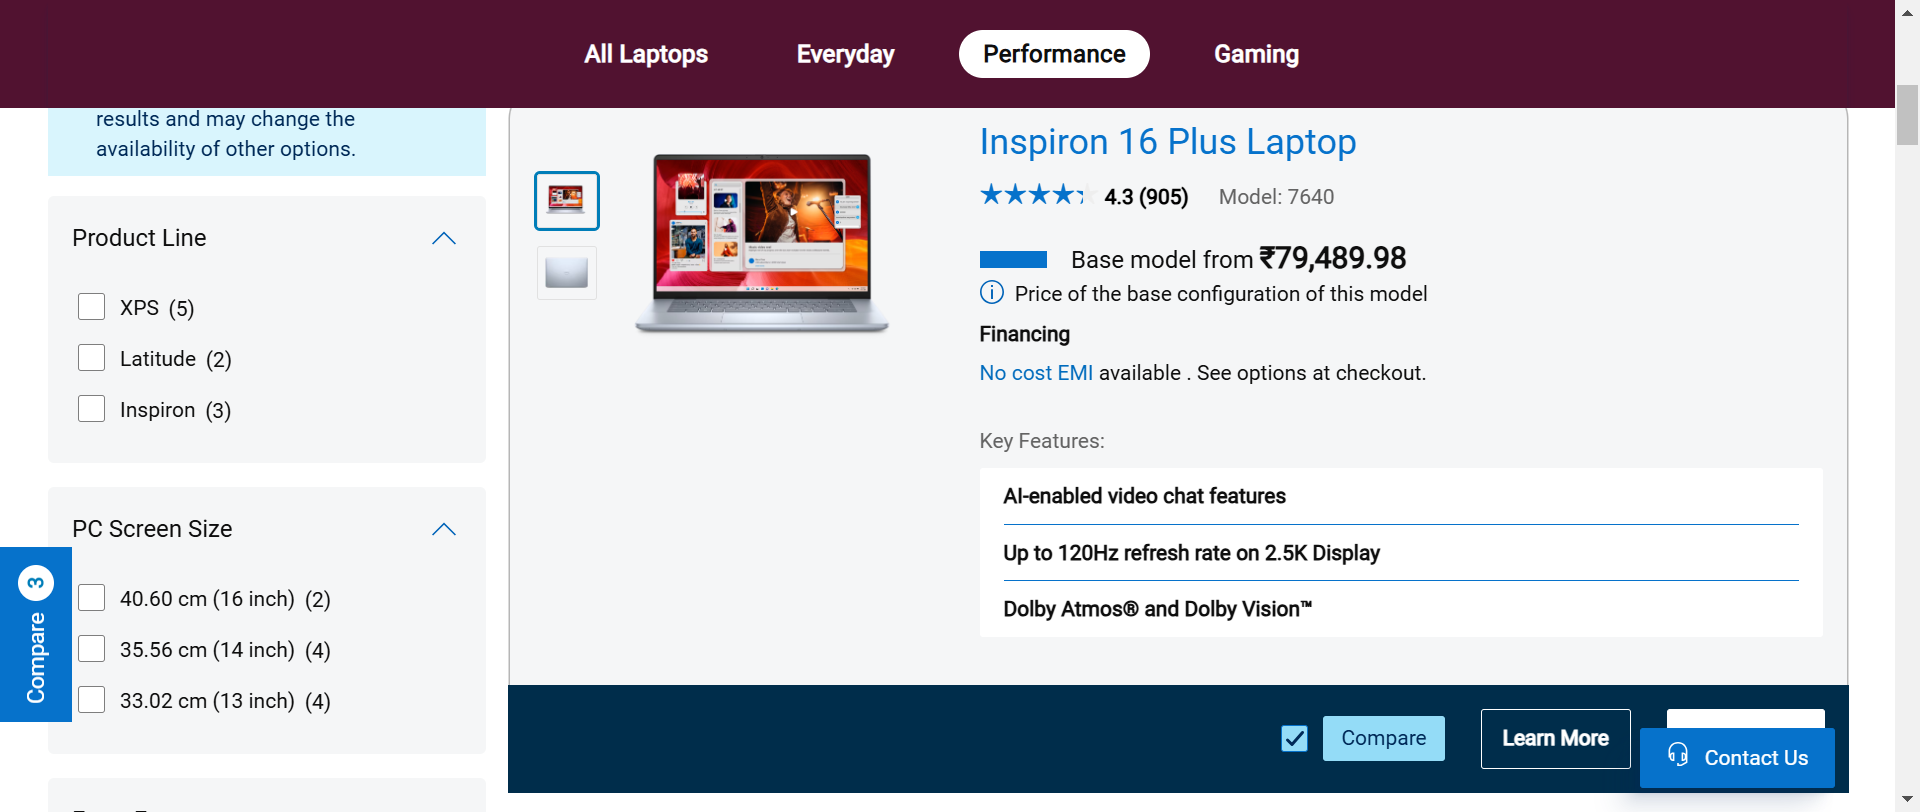 All Laptops
Everyday
Performance
Gaming
results and may change the
availability of other options.
Product Line
XPS (5)
Latitude (2)
Inspiron (3)
PC Screen Size
40.60 cm (16 inch) (2)
35.56 cm (14 inch) (4)
33.02 cm (13 inch) (4)
Compare 3
Inspiron 16 Plus Laptop
4.3 (905)
Model: 7640
Base model from ₹79,489.98
Price of the base configuration of this model
Financing
No cost EMI available . See options at checkout.
Key Features:
AI-enabled video chat features
Up to 120Hz refresh rate on 2.5K Display
Dolby Atmos® and Dolby Vision™
Compare
Learn More
Contact Us